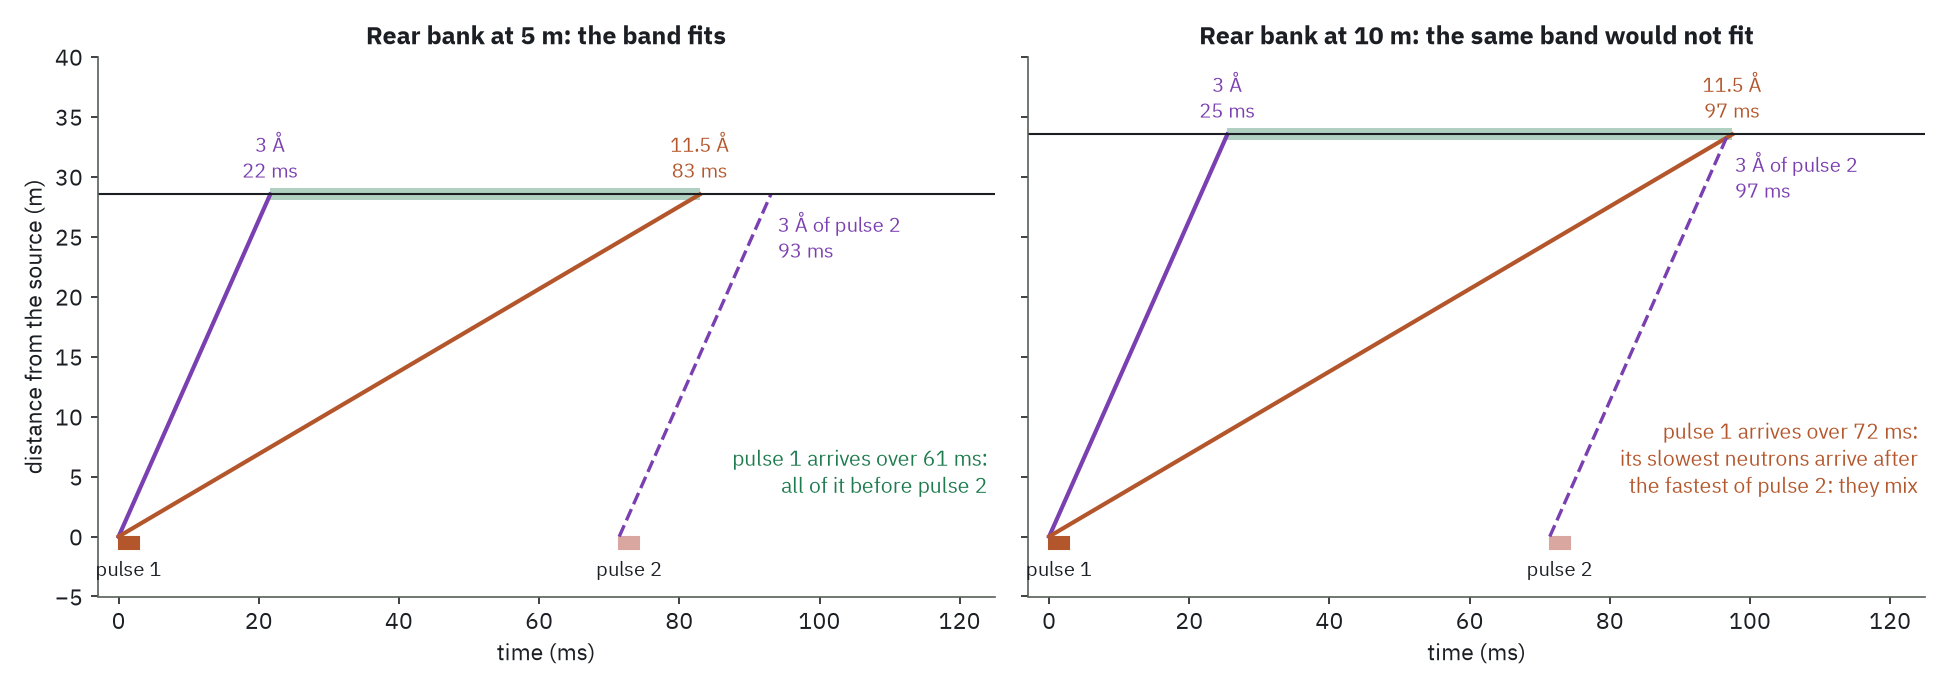 Rear bank at 5 m: the band fits
distance from the source (m)
40
35
30
25
20
15
10
5
0
−5
3 Å
22 ms
11.5 Å
83 ms
3 Å of pulse 2
93 ms
pulse 1 arrives over 61 ms:
all of it before pulse 2
pulse 1
pulse 2
0
20
40
60
80
100
120
time (ms)
Rear bank at 10 m: the same band would not fit
3 Å
25 ms
11.5 Å
97 ms
3 Å of pulse 2
97 ms
pulse 1 arrives over 72 ms:
its slowest neutrons arrive after
the fastest of pulse 2: they mix
pulse 1
pulse 2
0
20
40
60
80
100
120
time (ms)